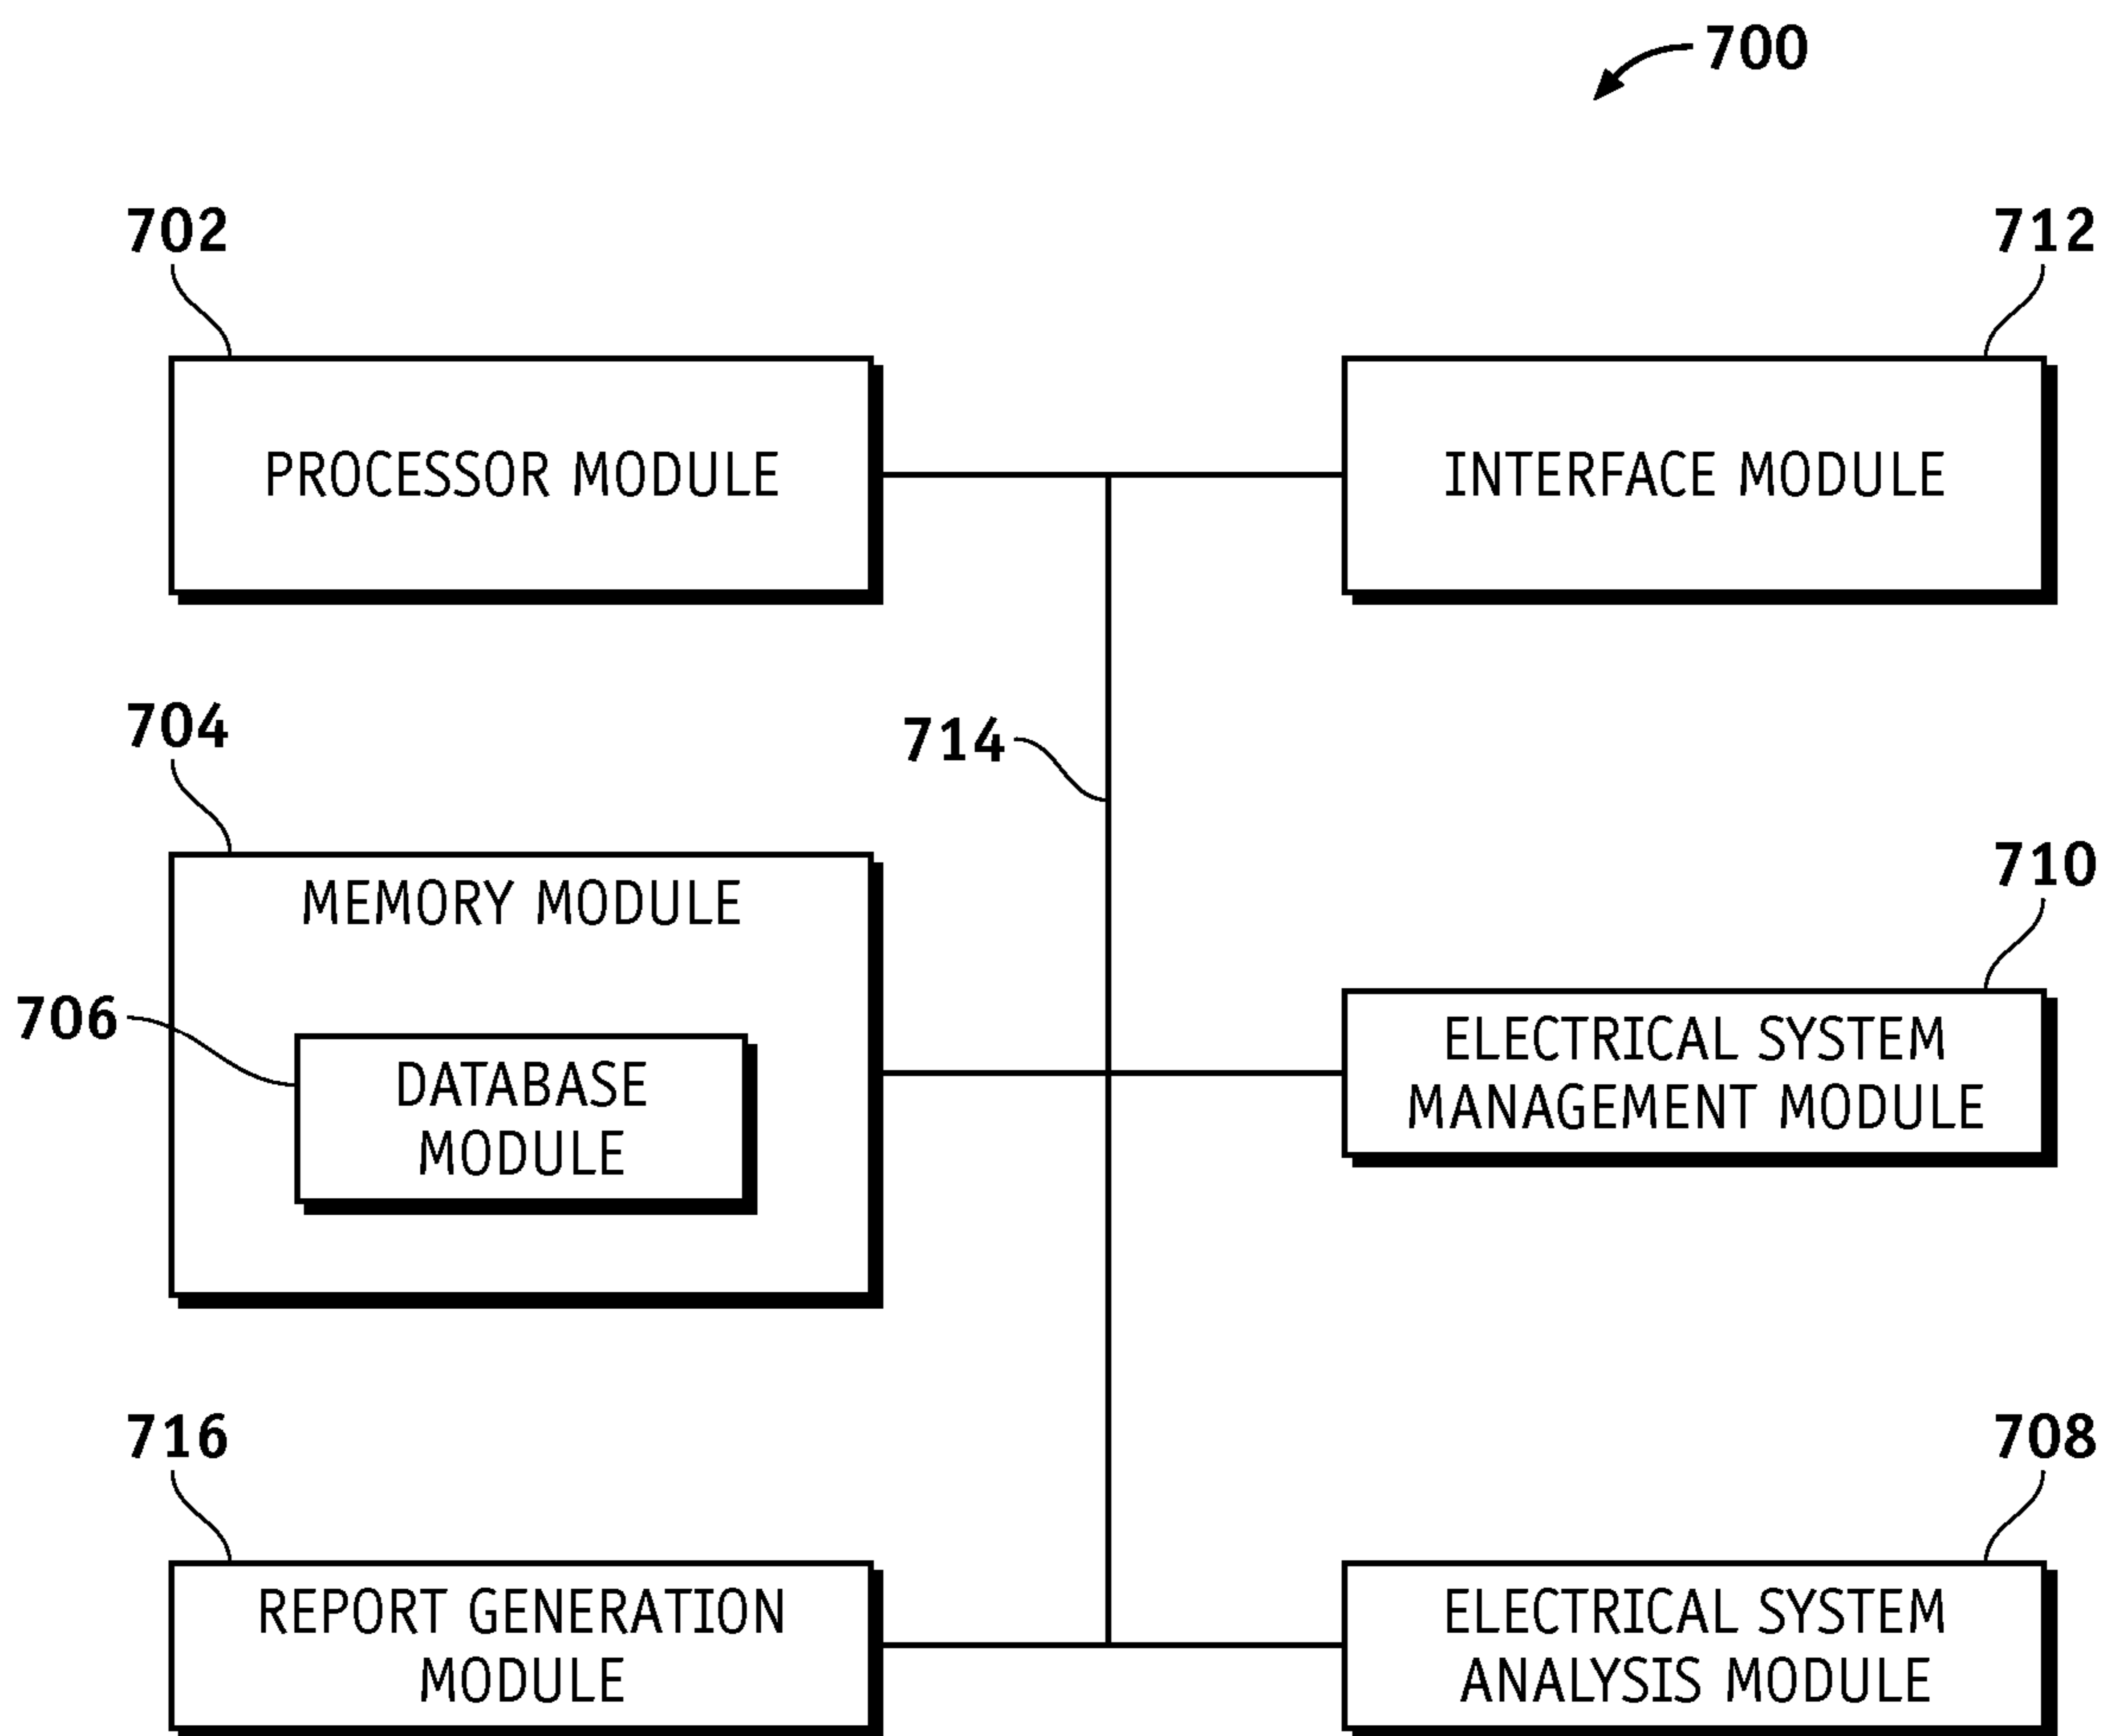 700
702
712
PROCESSOR MODULE
INTERFACE MODULE
704
714
MEMORY MODULE
710
706
DATABASE
MODULE
ELECTRICAL SYSTEM
MANAGEMENT MODULE
716
708
REPORT GENERATION
MODULE
ELECTRICAL SYSTEM
ANALYSIS MODULE